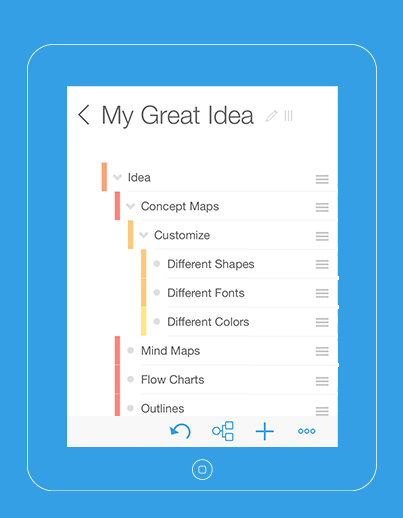 My Great Idea
Idea
Concept Maps
Customize
Different Shapes
Different Fonts
Different Colors
Mind Maps
Flow Charts
Outlines